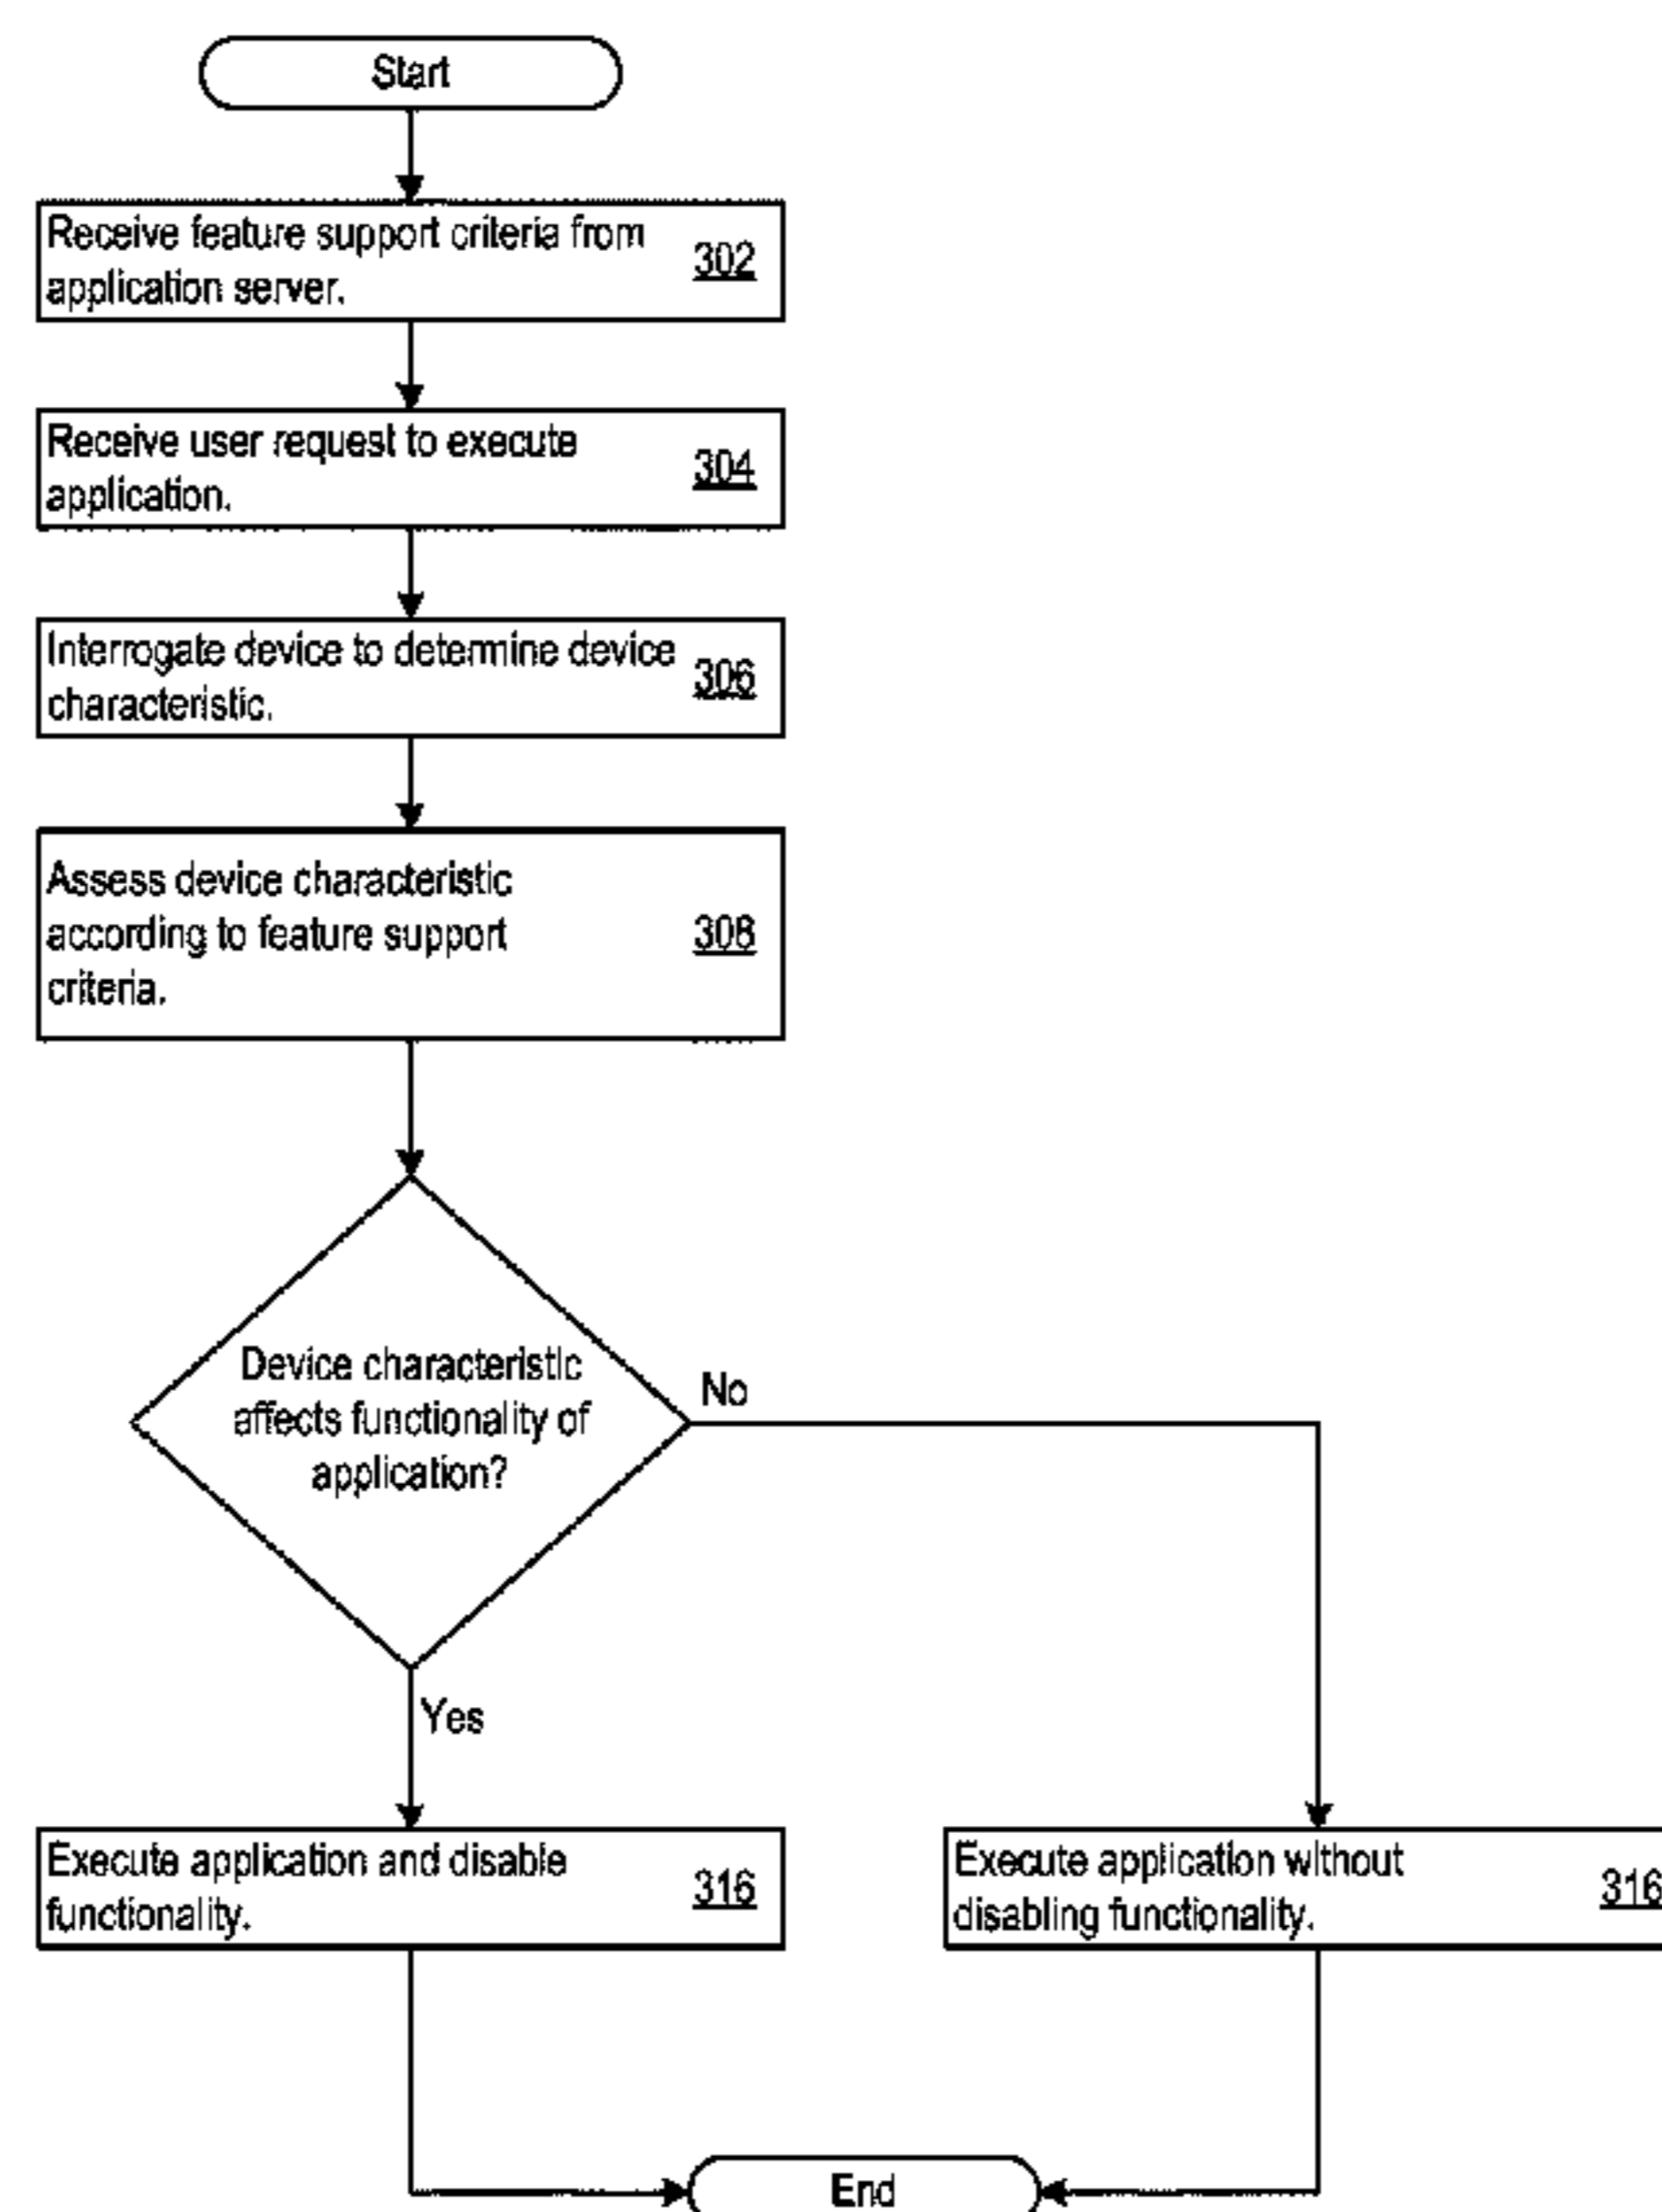 Start
Receive feature support criteria from
application server.
302
Receive user request to execute
application.
304
Interrogate device to determine device
characteristic.
306
Assess device characteristic
according to feature support
criteria.
308
Device characteristic
affects functionality of
application?
No
Yes
Execute application and disable
functionality.
316
Execute application without
disabling functionality.
316
End